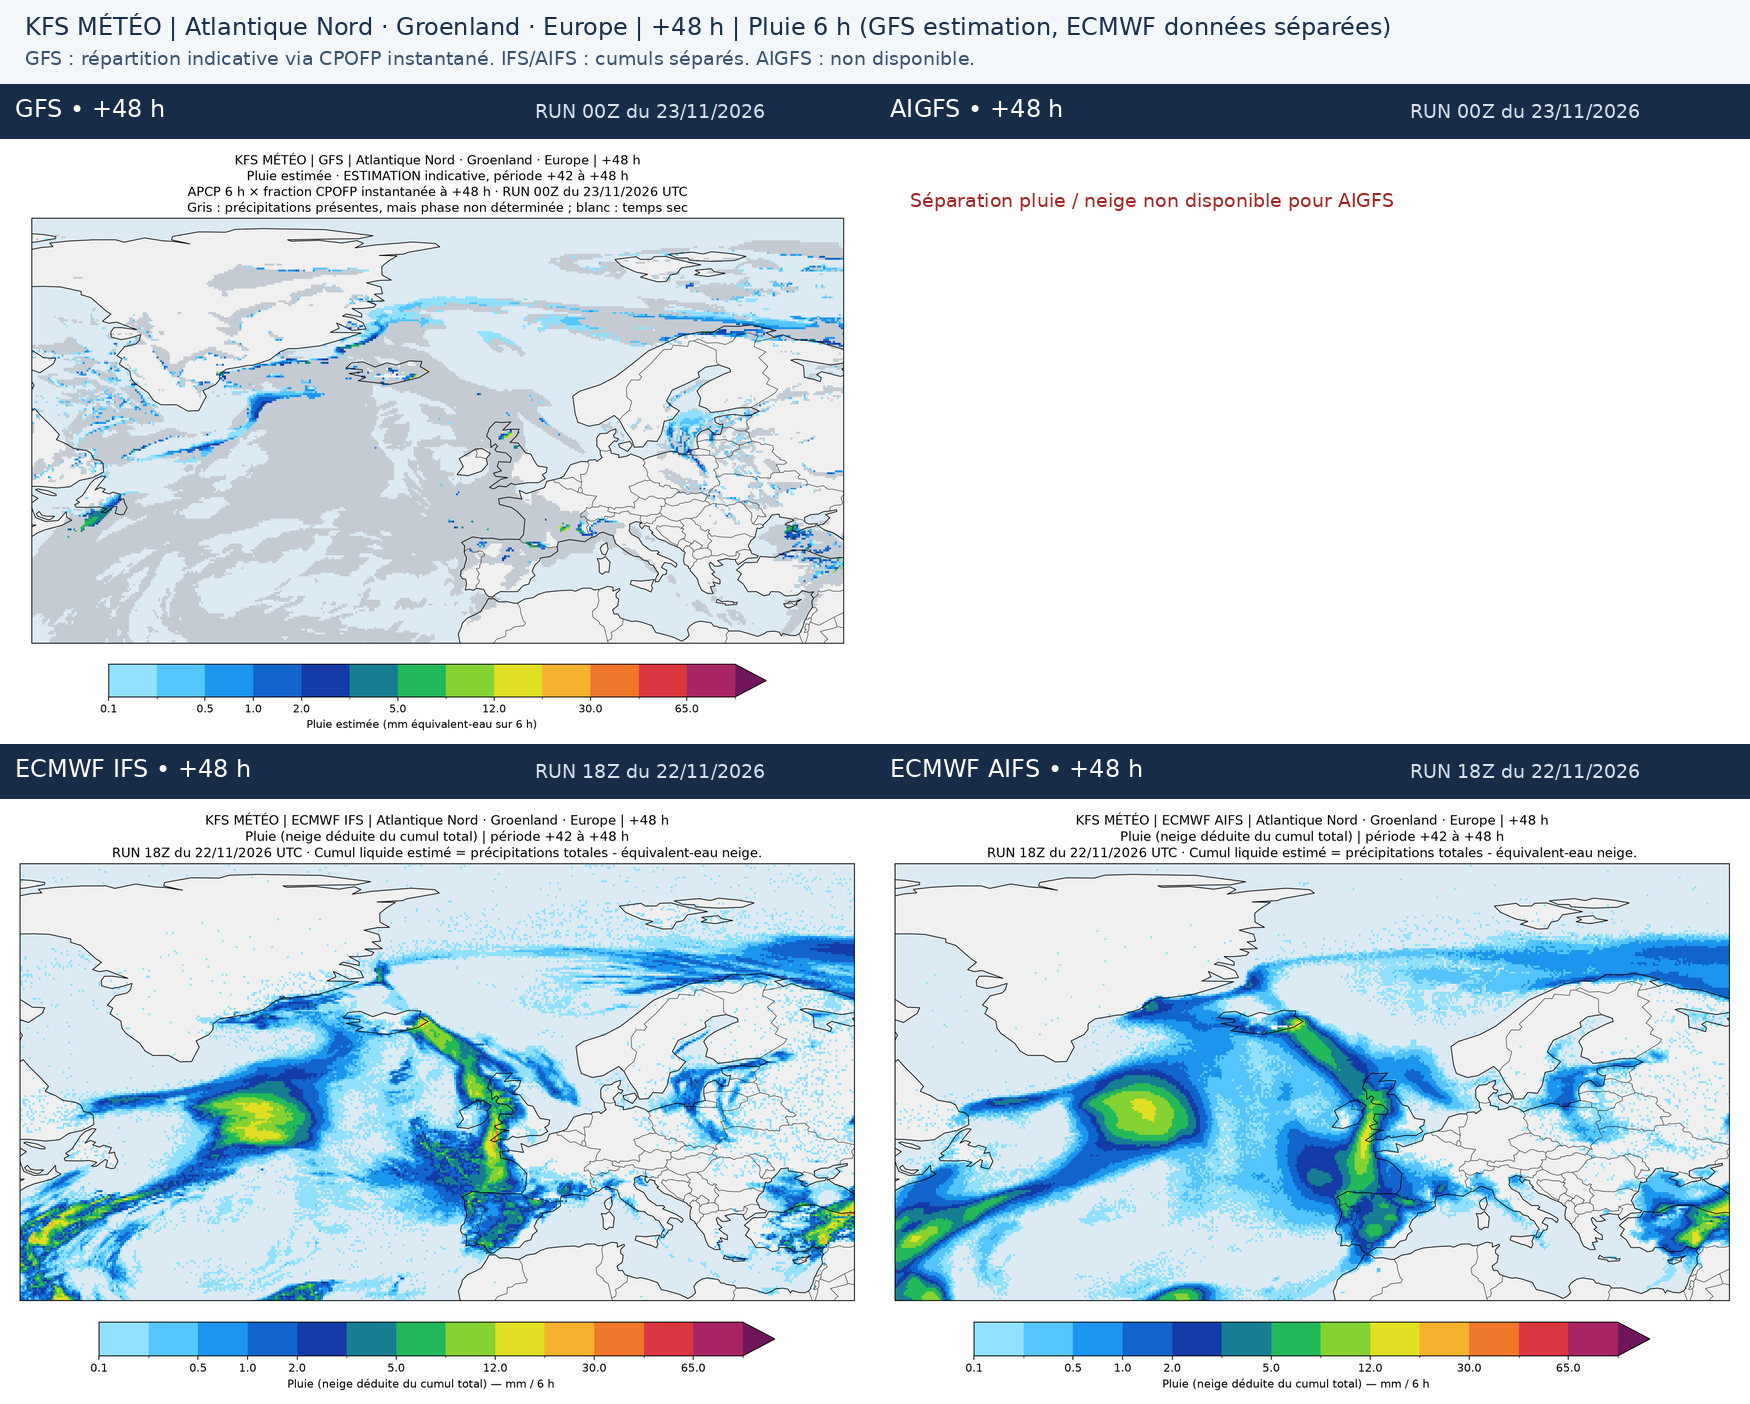 KFS MÉTÉO | Atlantique Nord · Groenland · Europe | +48 h | Pluie 6 h (GFS estimation, ECMWF données séparées)
GFS : répartition indicative via CPOFP instantané. IFS/AIFS : cumuls séparés. AIGFS : non disponible.
GFS • +48 h
RUN 00Z du 23/11/2026
AIGFS • +48 h
RUN 00Z du 23/11/2026
KFS MÉTÉO | GFS | Atlantique Nord · Groenland · Europe | +48 h
Pluie estimée · ESTIMATION indicative, période +42 à +48 h
APCP 6 h × fraction CPOFP instantanée à +48 h · RUN 00Z du 23/11/2026 UTC
Gris : précipitations présentes, mais phase non déterminée ; blanc : temps sec
Séparation pluie / neige non disponible pour AIGFS
0.1 0.5 1.0 2.0 5.0 12.0 30.0 65.0
Pluie estimée (mm équivalent-eau sur 6 h)
ECMWF IFS • +48 h
RUN 18Z du 22/11/2026
ECMWF AIFS • +48 h
RUN 18Z du 22/11/2026
KFS MÉTÉO | ECMWF IFS | Atlantique Nord · Groenland · Europe | +48 h
Pluie (neige déduite du cumul total) | période +42 à +48 h
RUN 18Z du 22/11/2026 UTC · Cumul liquide estimé = précipitations totales - équivalent-eau neige.
KFS MÉTÉO | ECMWF AIFS | Atlantique Nord · Groenland · Europe | +48 h
Pluie (neige déduite du cumul total) | période +42 à +48 h
RUN 18Z du 22/11/2026 UTC · Cumul liquide estimé = précipitations totales - équivalent-eau neige.
0.1 0.5 1.0 2.0 5.0 12.0 30.0 65.0
Pluie (neige déduite du cumul total) — mm / 6 h
0.1 0.5 1.0 2.0 5.0 12.0 30.0 65.0
Pluie (neige déduite du cumul total) — mm / 6 h